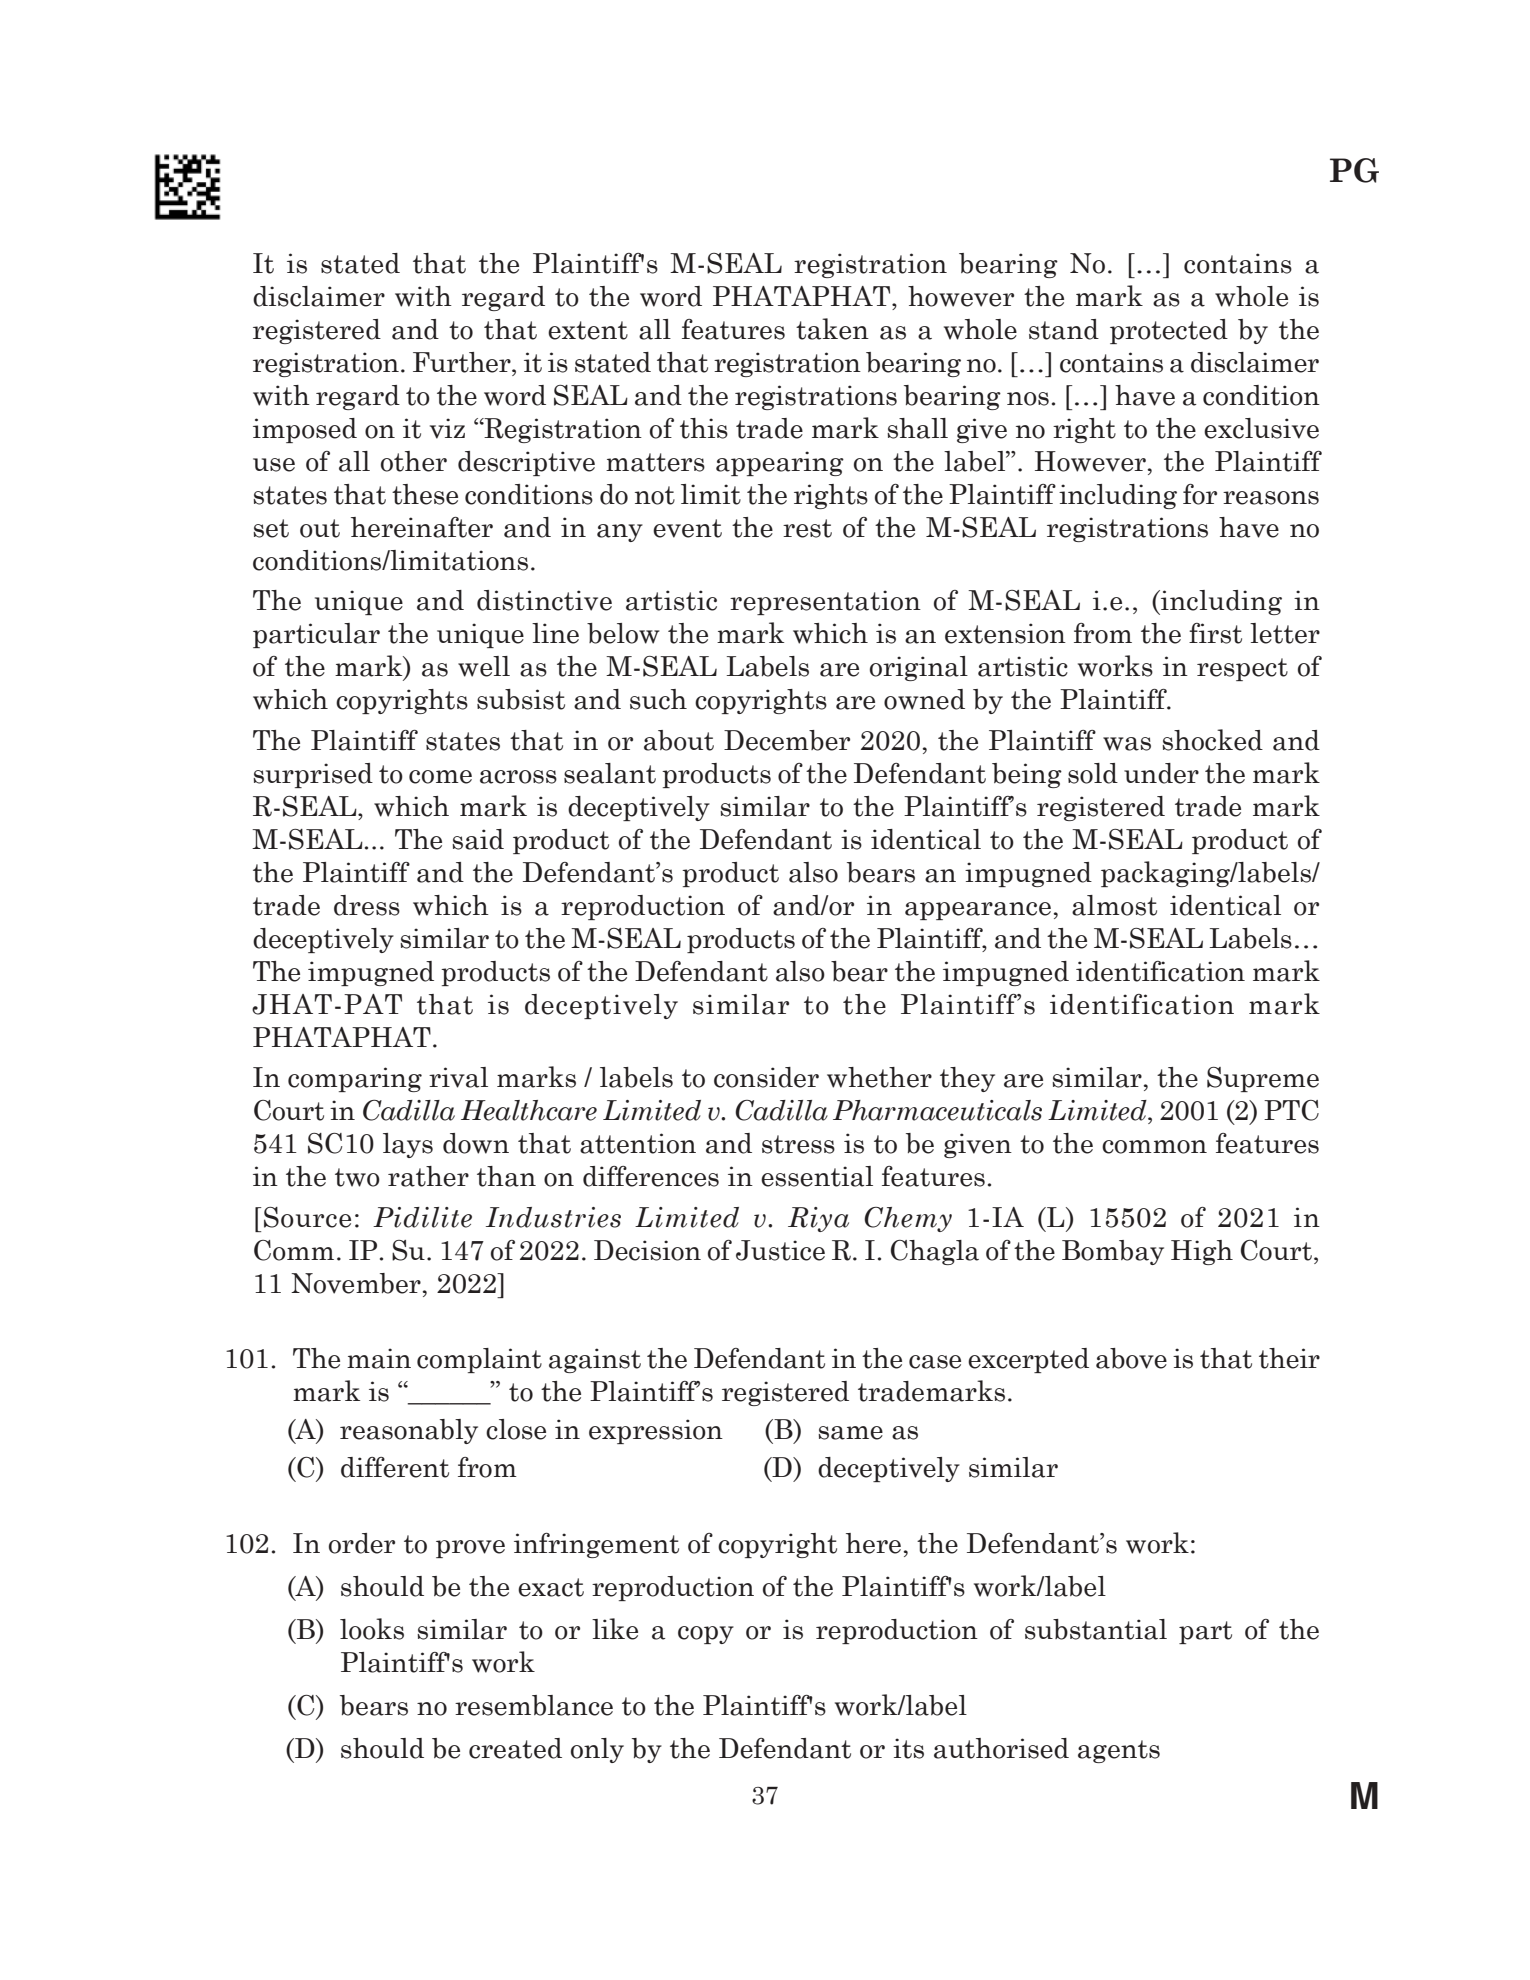 PG
It is stated that the Plaintiff's M-SEAL registration bearing No. […] contains a
disclaimer with regard to the word PHATAPHAT, however the mark as a whole is
registered and to that extent all features taken as a whole stand protected by the
registration. Further, it is stated that registration bearing no. […] contains a disclaimer
with regard to the word SEAL and the registrations bearing nos. […] have a condition
imposed on it viz “Registration of this trade mark shall give no right to the exclusive
use of all other descriptive matters appearing on the label”. However, the Plaintiff
states that these conditions do not limit the rights of the Plaintiff including for reasons
set out hereinafter and in any event the rest of the M-SEAL registrations have no
conditions/limitations.
The unique and distinctive artistic representation of M-SEAL i.e., (including in
particular the unique line below the mark which is an extension from the first letter
of the mark) as well as the M-SEAL Labels are original artistic works in respect of
which copyrights subsist and such copyrights are owned by the Plaintiff.
The Plaintiff states that in or about December 2020, the Plaintiff was shocked and
surprised to come across sealant products of the Defendant being sold under the mark
R-SEAL, which mark is deceptively similar to the Plaintiff’s registered trade mark
M-SEAL... The said product of the Defendant is identical to the M-SEAL product of
the Plaintiff and the Defendant’s product also bears an impugned packaging/labels/
trade dress which is a reproduction of and/or in appearance, almost identical or
deceptively similar to the M-SEAL products of the Plaintiff, and the M-SEAL Labels…
The impugned products of the Defendant also bear the impugned identification mark
JHAT-PAT that is deceptively similar to the Plaintiff’s identification mark
PHATAPHAT.
In comparing rival marks / labels to consider whether they are similar, the Supreme
Court in Cadilla Healthcare Limited v. Cadilla Pharmaceuticals Limited, 2001 (2) PTC
541 SC10 lays down that attention and stress is to be given to the common features
in the two rather than on differences in essential features.
[Source: Pidilite Industries Limited v. Riya Chemy 1-IA (L) 15502 of 2021 in
Comm. IP. Su. 147 of 2022. Decision of Justice R. I. Chagla of the Bombay High Court,
11 November, 2022]
101. The main complaint against the Defendant in the case excerpted above is that their
mark is “______” to the Plaintiff’s registered trademarks.
(A) reasonably close in expression (B) same as
(C) different from (D) deceptively similar
102. In order to prove infringement of copyright here, the Defendant’s work:
(A) should be the exact reproduction of the Plaintiff's work/label
(B) looks similar to or like a copy or is reproduction of substantial part of the
Plaintiff's work
(C) bears no resemblance to the Plaintiff's work/label
(D) should be created only by the Defendant or its authorised agents
37
M